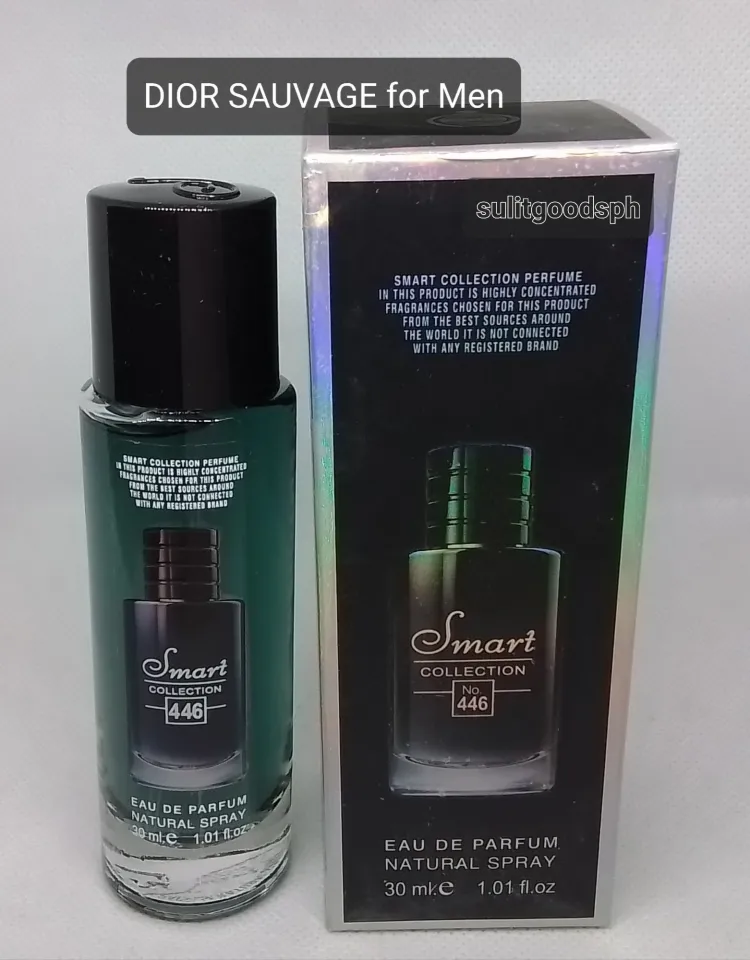 DIOR SAUVAGE for Men
sulitgoodsph
SMART COLLECTION PERFUME
IN THIS PRODUCT IS HIGHLY CONCENTRATED
FRAGRANCES CHOSEN FOR THIS PRODUCT
FROM THE BEST SOURCES AROUND
THE WORLD IT IS NOT CONNECTED
WITH ANY REGISTERED BRAND
Smart
COLLECTION
No.
446
EAU DE PARFUM
NATURAL SPRAY
30 ml.e 1.01 fl.oz
SMART COLLECTION PERFUME
IN THIS PRODUCT IS HIGHLY CONCENTRATED
FRAGRANCES CHOSEN FOR THIS PRODUCT
FROM THE BEST SOURCES AROUND
THE WORLD IT IS NOT CONNECTED
WITH ANY REGISTERED BRAND
Smart
COLLECTION
446
EAU DE PARFUM
NATURAL SPRAY
30 ml.e 1.01 fl.oz